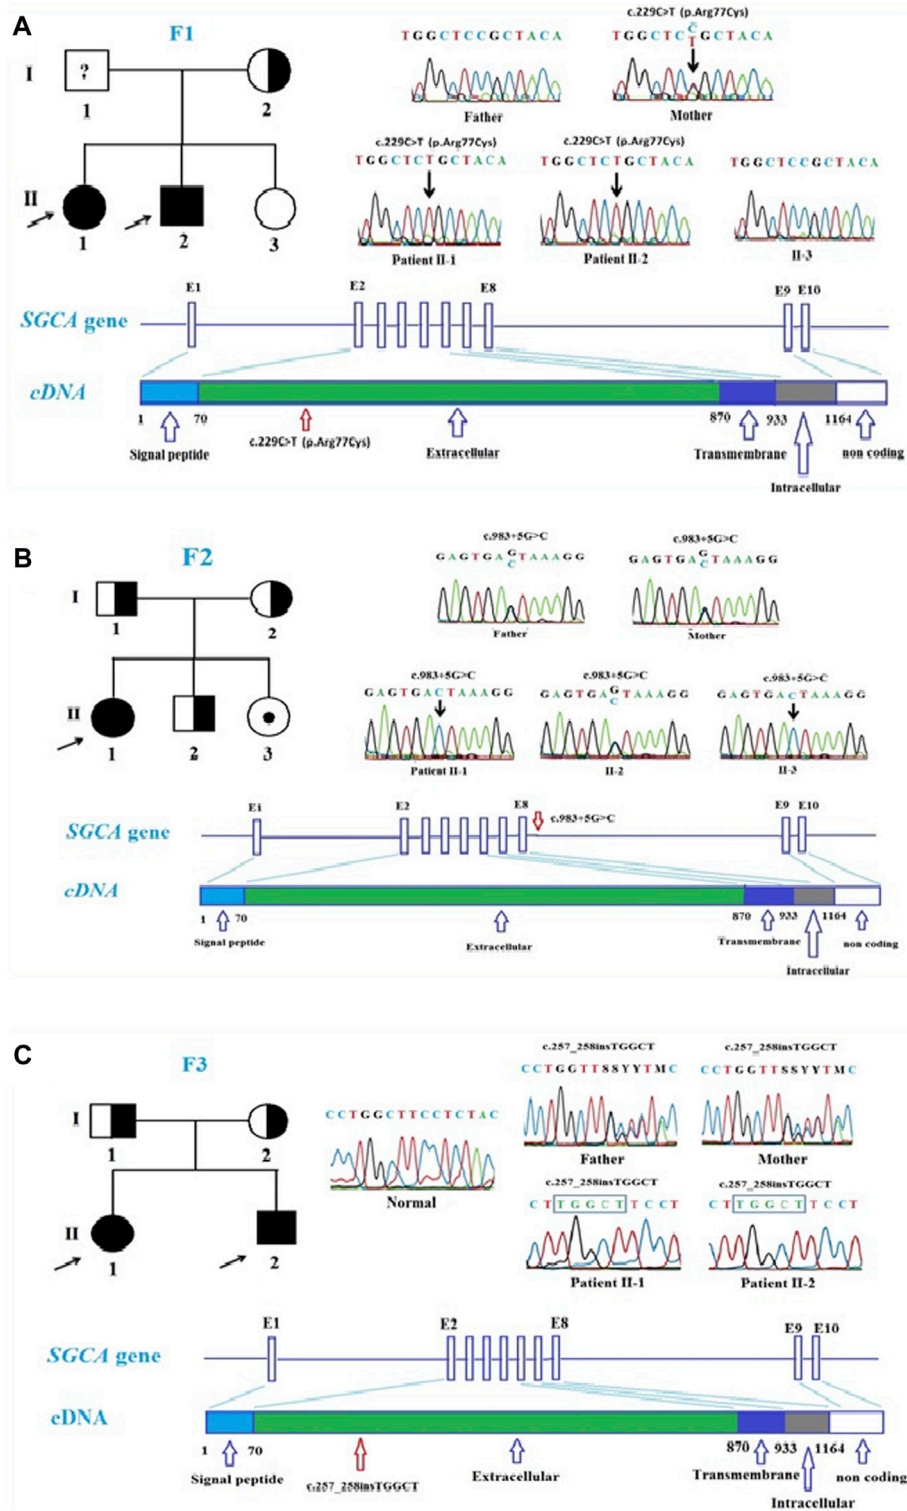 A
F1
c.229C>T (p.Arg77Cys)
TGGCTCCGCTACA
C
TGGCTCTGCTACA
I
?
1
2
Father
Mother
c.229C>T (p.Arg77Cys)
c.229C>T (p.Arg77Cys)
TGGCTCTGCTACA
TGGCTCTGCTACA
TGGCTCCGCTACA
II
1
2
3
Patient II-1
Patient II-2
II-3
E1
E2
E8
E9 E10
SGCA gene
cDNA
1
70
870
933
1164
c.229C>T (p.Arg77Cys)
Signal peptide
Extracellular
Transmembrane
non coding
Intracellular
B
F2
c.983+5G>C
c.983+5G>C
GAGTGAGTAAAGG
C
GAGTGAGTAAAGG
C
I
1
2
Father
Mother
c.983+5G>C
c.983+5G>C
c.983+5G>C
GAGTGACTAAAGG
GAGTGAGTAAAGG
C
GAGTGACTAAAGG
II
1
2
3
Patient II-1
II-2
II-3
E1
E2
E8
c.983+5G>C
E9 E10
SGCA gene
cDNA
1
70
870
933
1164
Signal peptide
Extracellular
Transmembrane
non coding
Intracellular
C
F3
c.257_258insTGGCT
c.257_258insTGGCT
CCTGGTTSSYYTMC
CCTGGTTSSYYTMC
I
1
2
CCTGGCTTCCTCTAC
Father
Mother
Normal
c.257_258insTGGCT
c.257_258insTGGCT
CTTGGCTTCCT
CTTGGCTTCCT
II
1
2
Patient II-1
Patient II-2
E1
E2
E8
E9 E10
SGCA gene
cDNA
1
70
870
933
1164
Signal peptide
c.257_258insTGGCT
Extracellular
Transmembrane
non coding
Intracellular